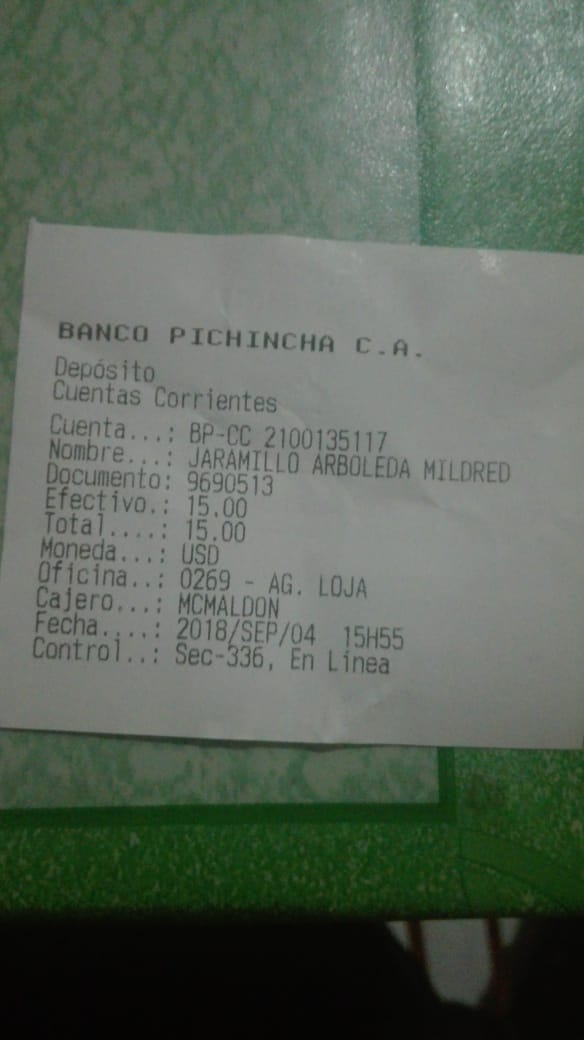 BANCO PICHINCHA C.A.
Depósito
Cuentas Corrientes
Cuenta...: BP-CC 2100135117
Nombre...: JARAMILLO ARBOLEDA MILDRED
Documento: 9690513
Efectivo.: 15.00
Total....: 15.00
Moneda...: USD
Oficina..: 0269 - AG. LOJA
Cajero...: MCMALDON
Fecha....: 2018/SEP/04 15H55
Control..: Sec-336, En Línea